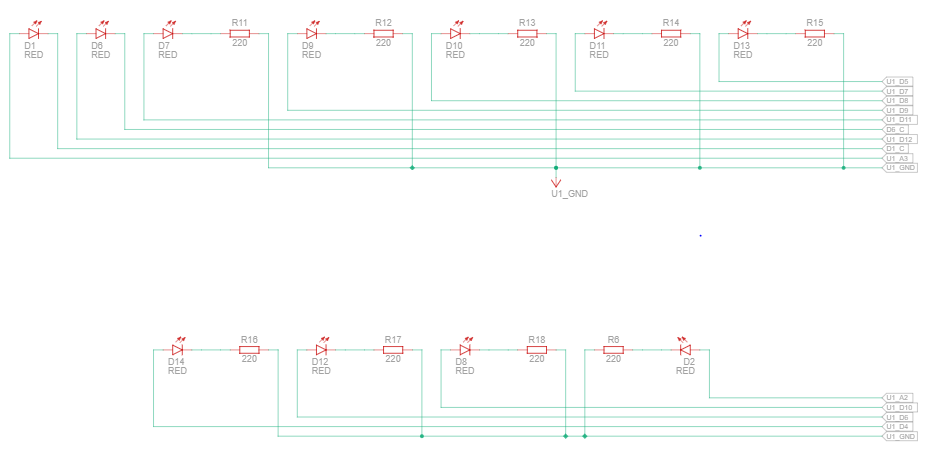 R11
R12
R13
R14
R15
220
220
220
220
220
D1
D6
D7
D9
D10
D11
D13
RED
RED
RED
RED
RED
RED
RED
U1_D5
U1_D7
U1_D8
U1_D9
U1_D11
D6_C
U1_D12
D1_C
U1_A3
U1_GND
U1_GND
R16
R17
R18
R6
220
220
220
220
D14
D12
D8
D2
RED
RED
RED
RED
U1_A2
U1_D10
U1_D6
U1_D4
U1_GND